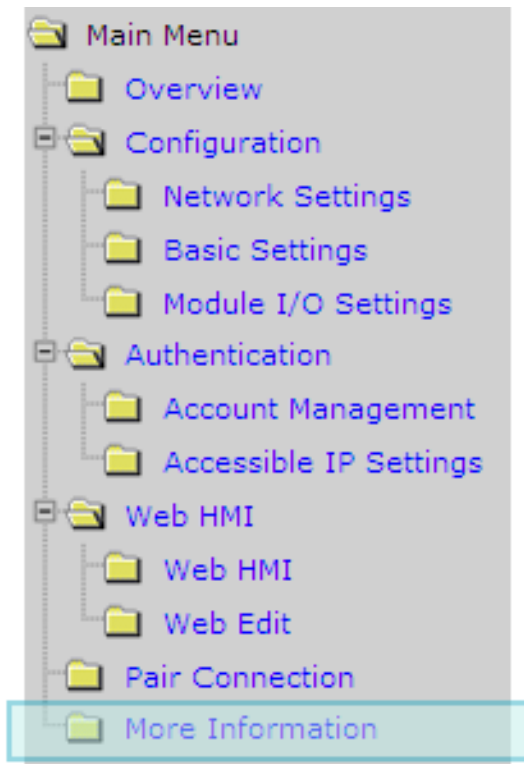 Main Menu
Overview
Configuration
Network Settings
Basic Settings
Module I/O Settings
Authentication
Account Management
Accessible IP Settings
Web HMI
Web HMI
Web Edit
Pair Connection
More Information